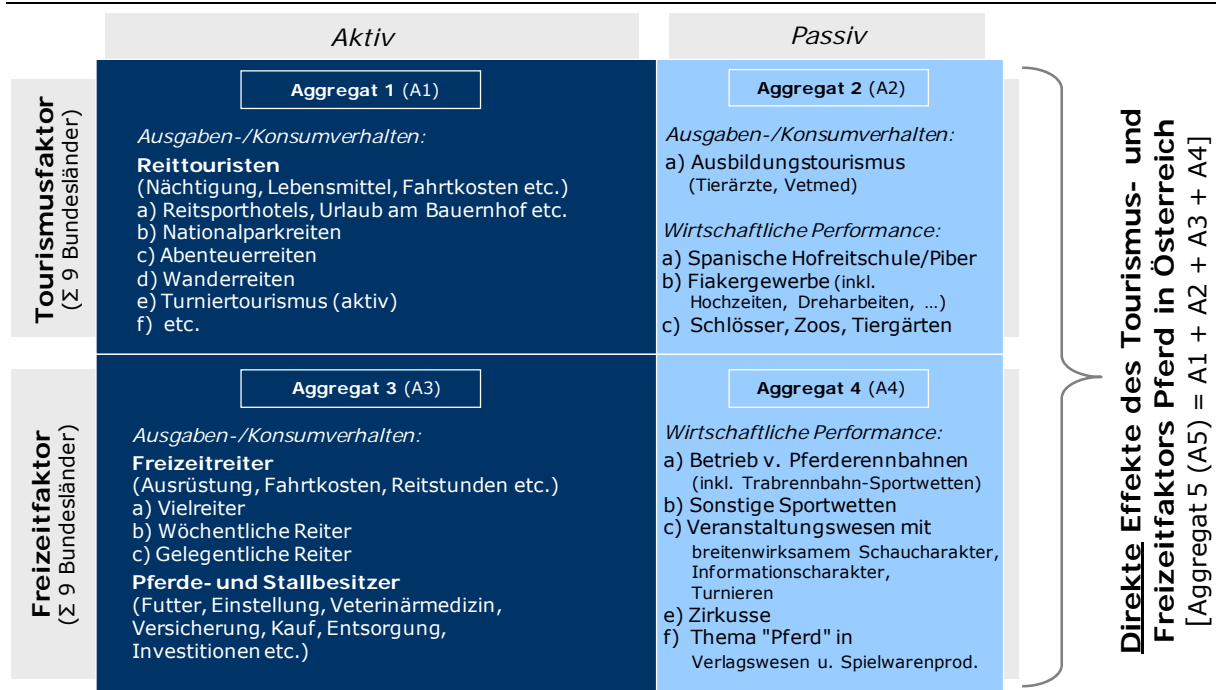 Aktiv
Passiv
Tourismusfaktor
(Σ 9 Bundesländer)
Aggregat 1 (A1)
Ausgaben-/Konsumverhalten:
Reittouristen
(Nächtigung, Lebensmittel, Fahrtkosten etc.)
a) Reitsporthotels, Urlaub am Bauernhof etc.
b) Nationalparkreiten
c) Abenteuerreiten
d) Wanderreiten
e) Turniertourismus (aktiv)
f) etc.
Aggregat 2 (A2)
Ausgaben-/Konsumverhalten:
a) Ausbildungstourismus
(Tierärzte, Vetmed)
Wirtschaftliche Performance:
a) Spanische Hofreitschule/Piber
b) Fiakergewerbe (inkl.
Hochzeiten, Dreharbeiten, ...)
c) Schlösser, Zoos, Tiergärten
Freizeitfaktor
(Σ 9 Bundesländer)
Aggregat 3 (A3)
Ausgaben-/Konsumverhalten:
Freizeitreiter
(Ausrüstung, Fahrtkosten, Reitstunden etc.)
a) Vielreiter
b) Wöchentliche Reiter
c) Gelegentliche Reiter
Pferde- und Stallbesitzer
(Futter, Einstellung, Veterinärmedizin,
Versicherung, Kauf, Entsorgung,
Investitionen etc.)
Aggregat 4 (A4)
Wirtschaftliche Performance:
a) Betrieb v. Pferderennbahnen
(inkl. Trabrennbahn-Sportwetten)
b) Sonstige Sportwetten
c) Veranstaltungswesen mit
breitenwirksamem Schaucharakter,
Informationscharakter,
Turnieren
e) Zirkusse
f) Thema "Pferd" in
Verlagswesen u. Spielwarenprod.
Direkte Effekte des Tourismus- und
Freizeitfaktors Pferd in Österreich
[Aggregat 5 (A5) = A1 + A2 + A3 + A4]